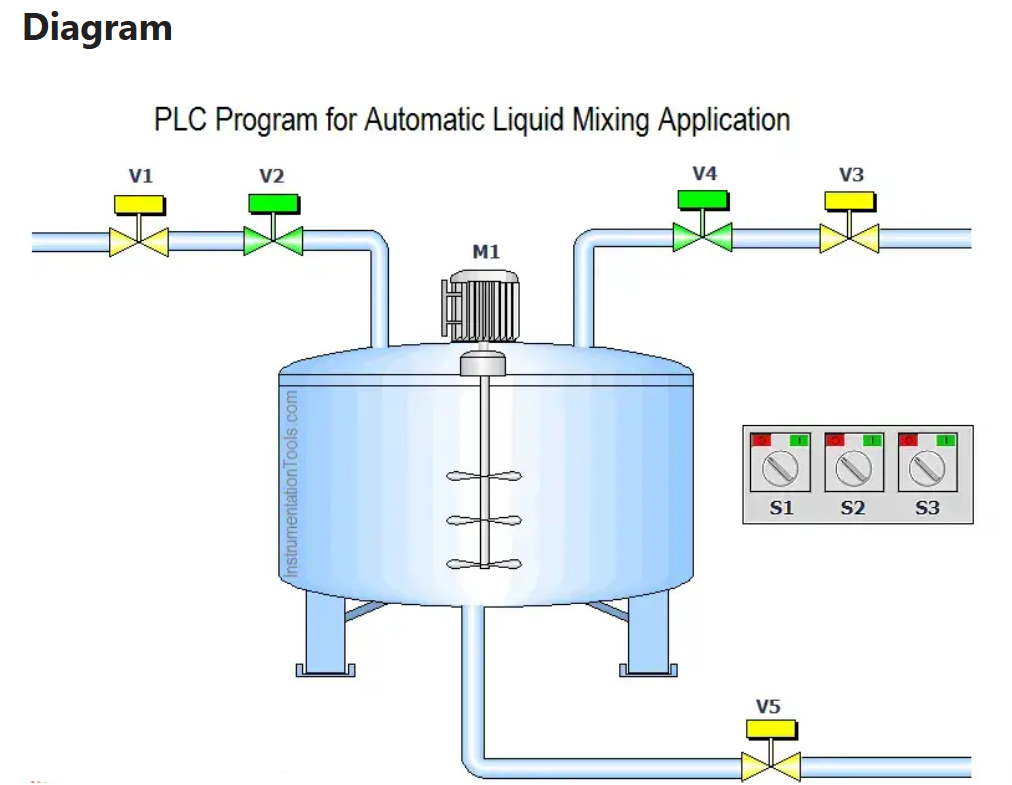 Diagram
PLC Program for Automatic Liquid Mixing Application
V1
V2
V4
V3
M1
InstrumentationTools.com
O I O I O I
S1 S2 S3
V5